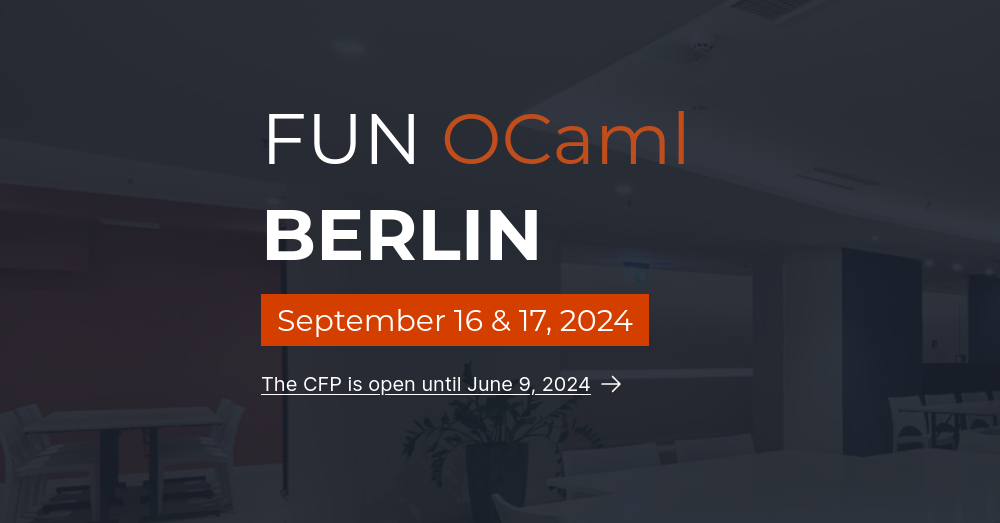 FUN OCaml
BERLIN
September 16 & 17, 2024
The CFP is open until June 9, 2024 →